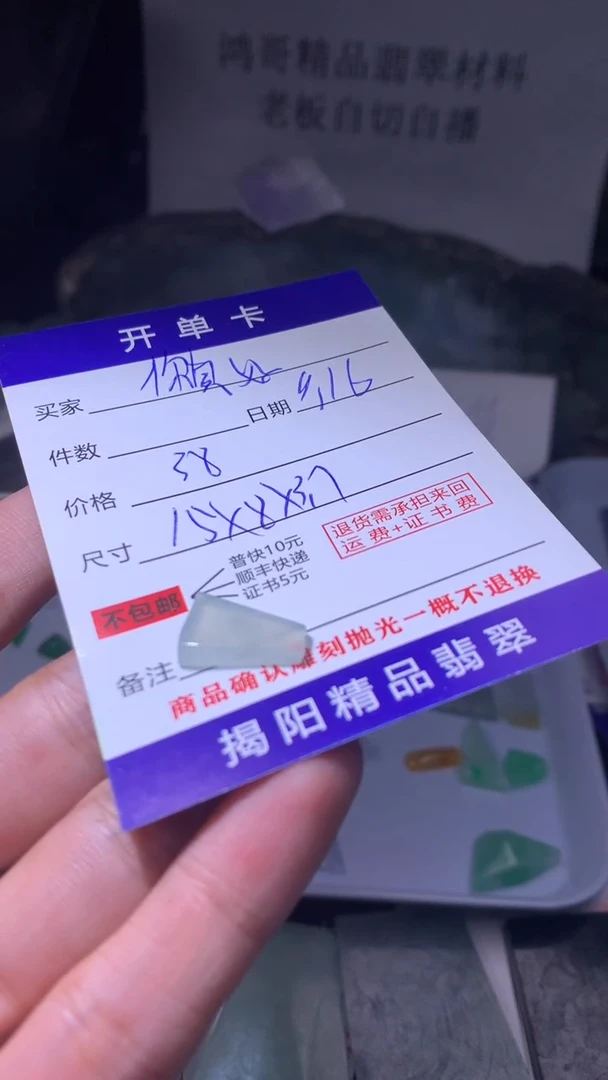 鸿哥精品翡翠材料
老板自切自播
开单卡
买家
日期 9.16
件数
价格 38
尺寸 15X8X3.7
退货需承担来回
运费+证书费
不包邮
普快10元
顺丰快递
证书5元
备注
商品确认雕刻抛光一概不退换
揭阳精品翡翠